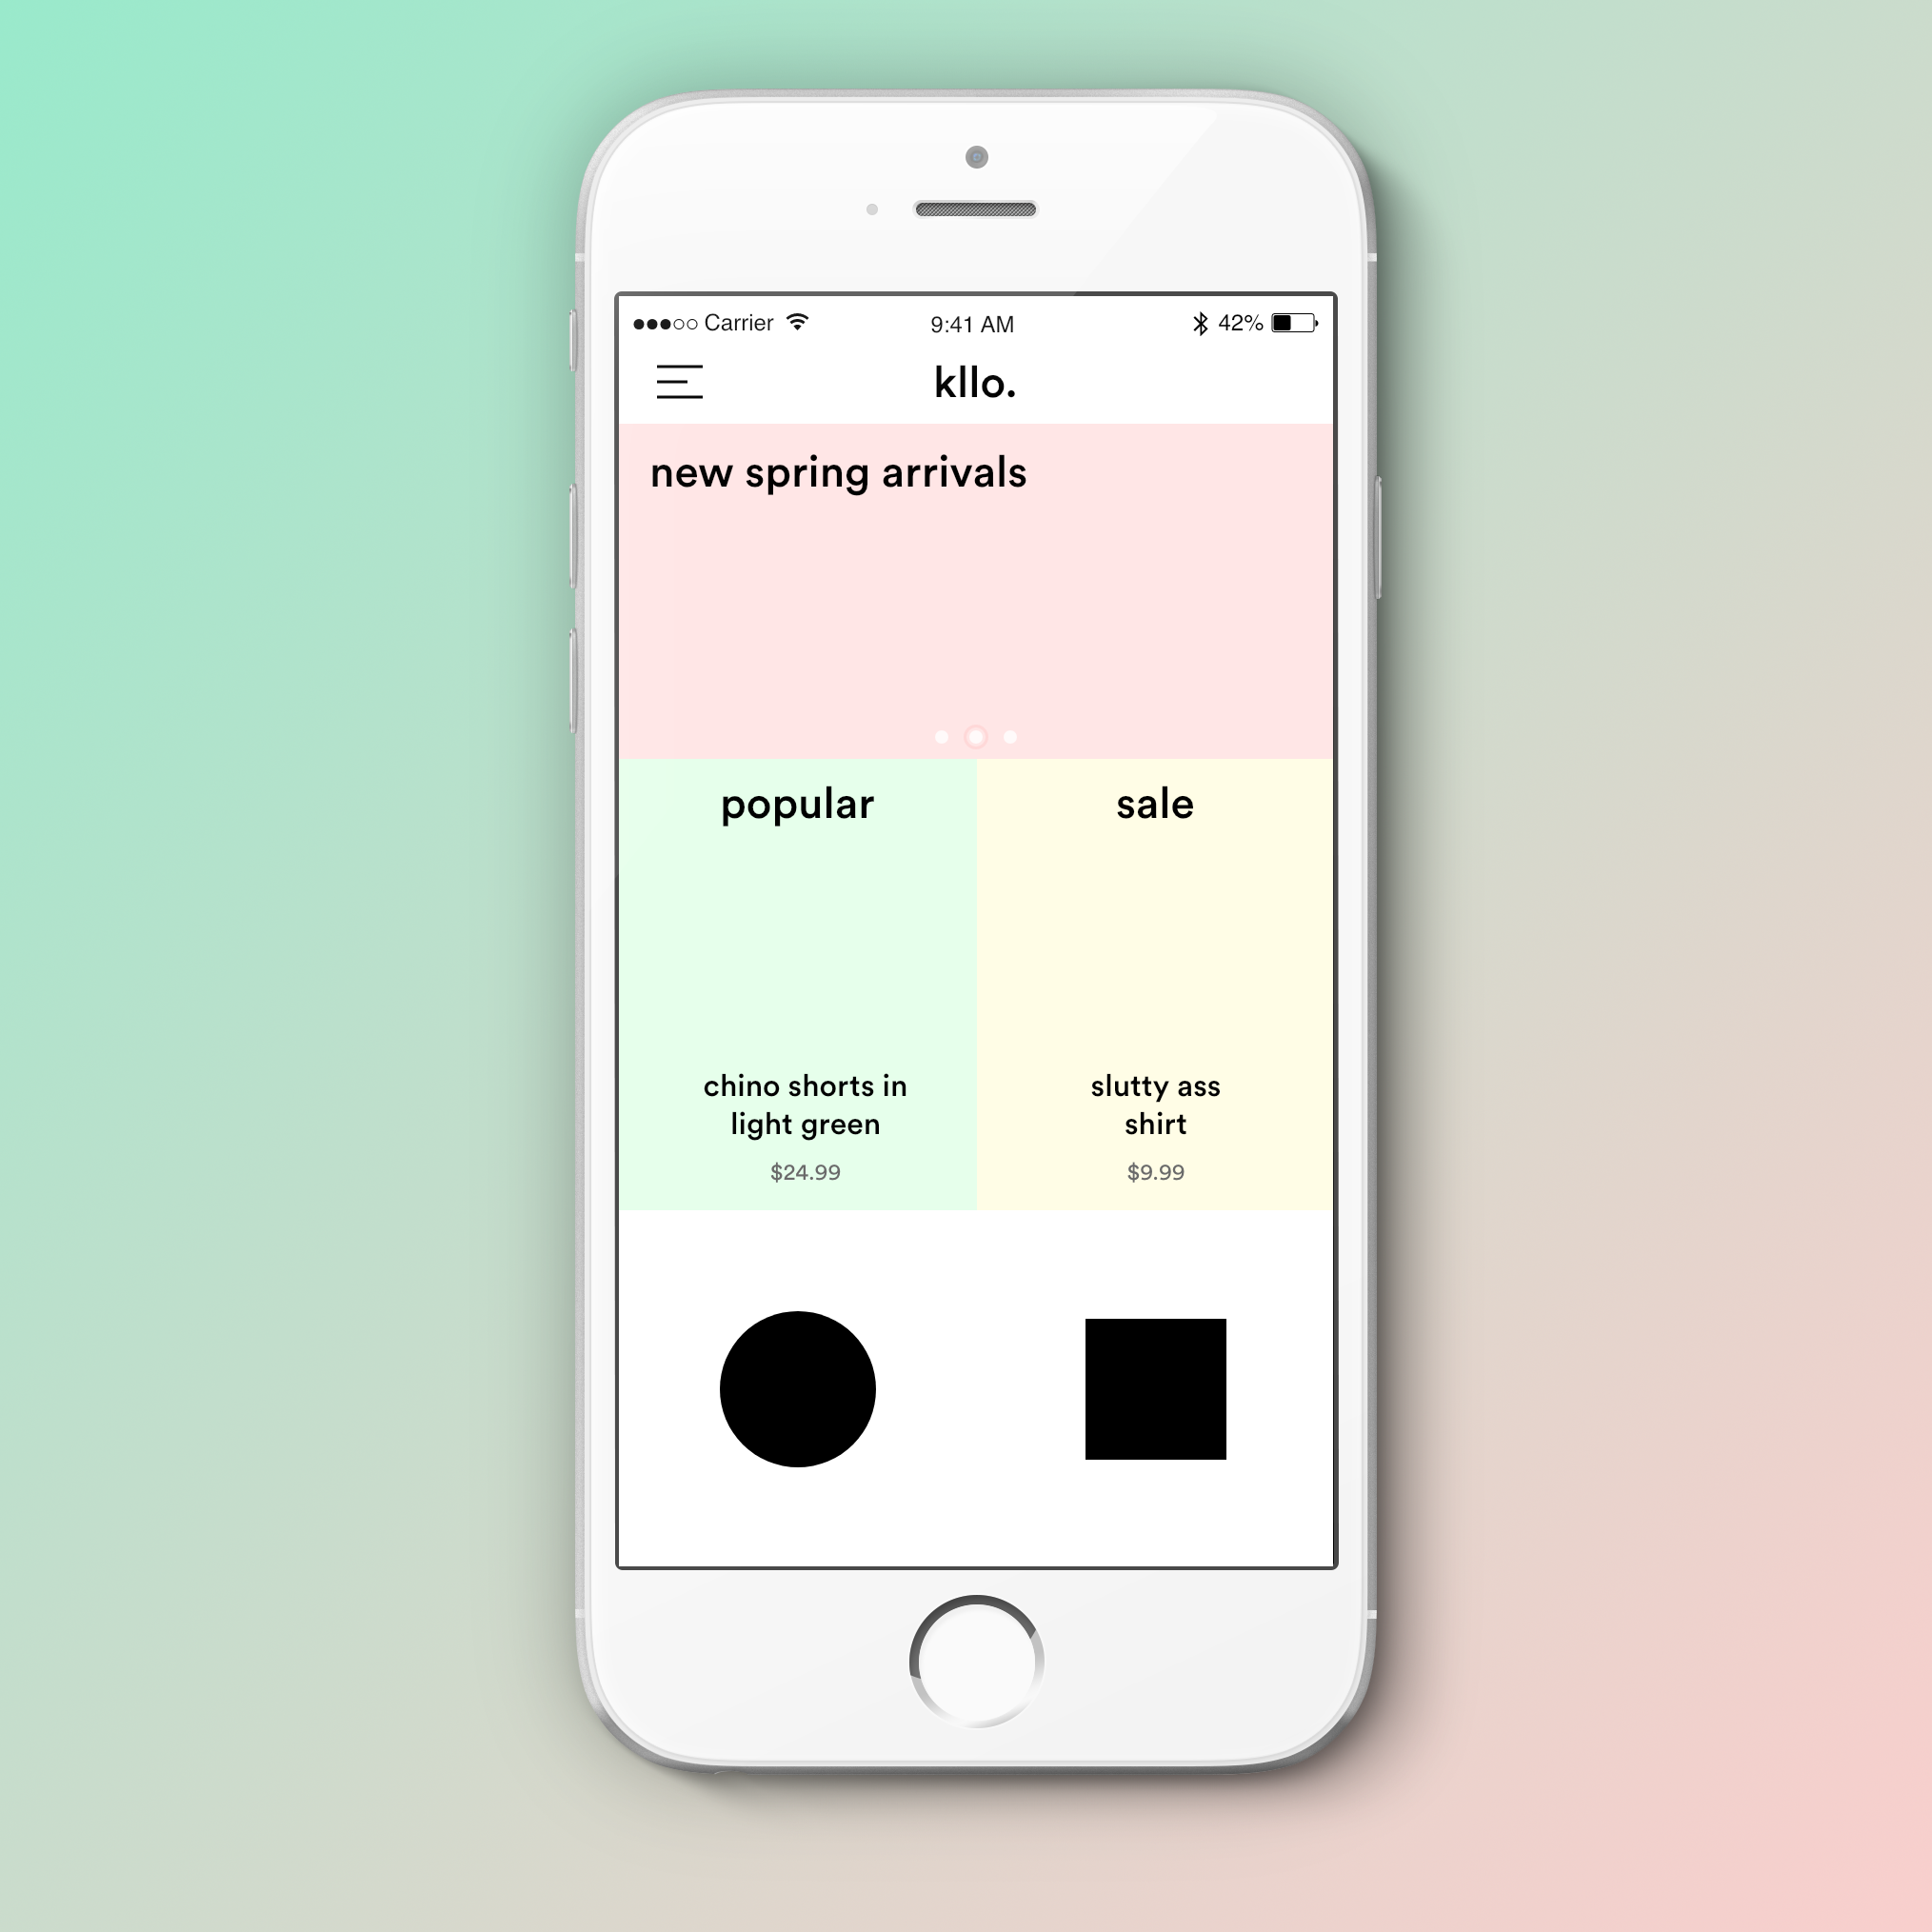 Carrier 9:41 AM 42%
kllo.
new spring arrivals
popular sale
chino shorts in
light green
$24.99
slutty ass
shirt
$9.99